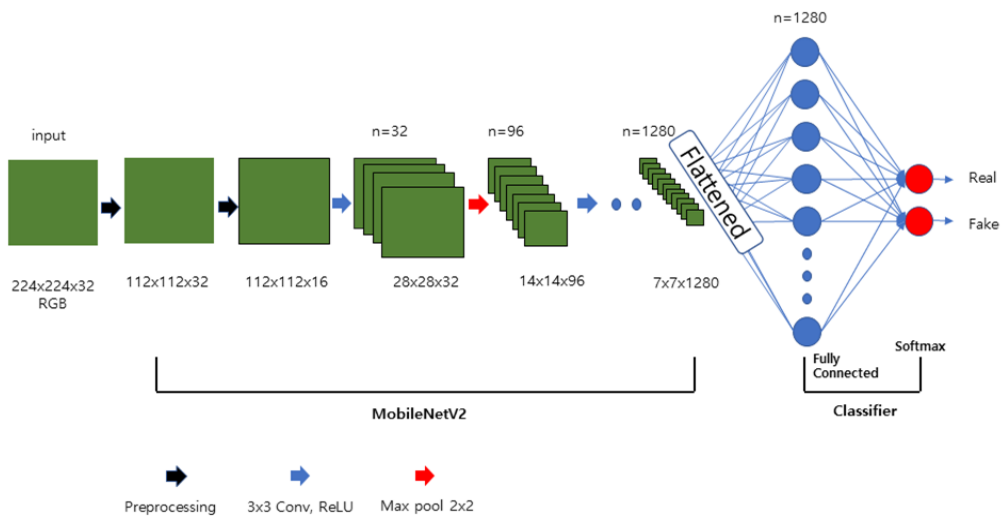 n=1280
input
n=32
n=96
n=1280
Flattened
Real
Fake
224x224x32
RGB
112x112x32
112x112x16
28x28x32
14x14x96
7x7x1280
Fully
Connected
Softmax
MobileNetV2
Classifier
Preprocessing
3x3 Conv, ReLU
Max pool 2x2